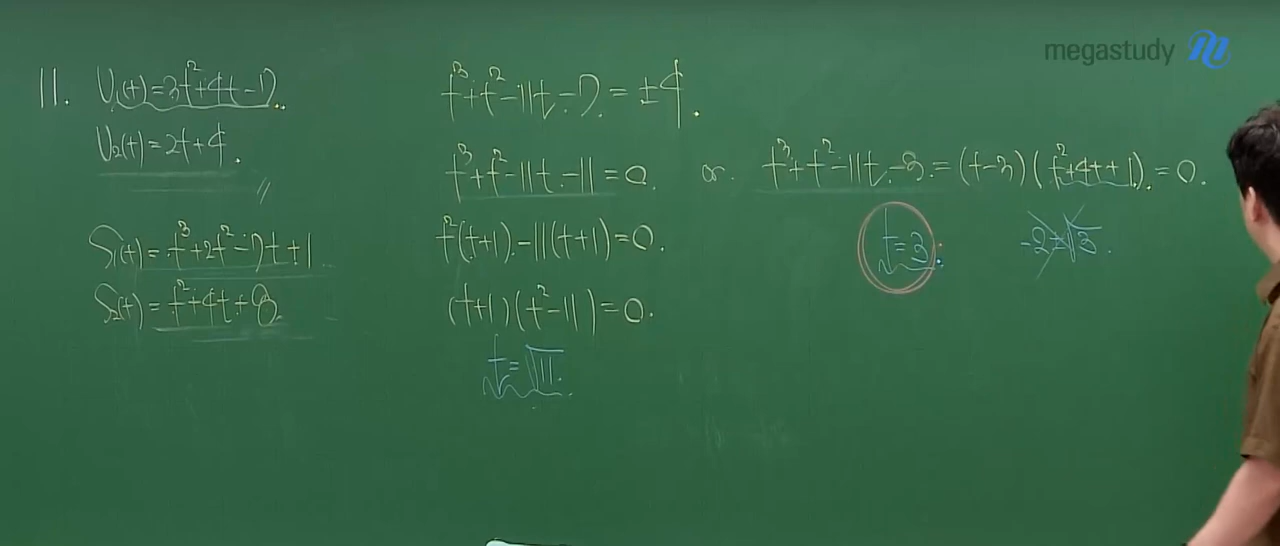 megastudy
11. V₁(t)=3t²+4t-7
V₂(t)=2t+4
S₁(t)=t³+2t²-7t+1
S₂(t)=t²+4t+8
t³+t²-11t-7=±4
t³+t²-11t-11=0 or t³+t²-11t-3=(t-3)(t²+4t+1)=0
t²(t+1)-11(t+1)=0
(t+1)(t²-11)=0
t=√11
t=3
-2±√3